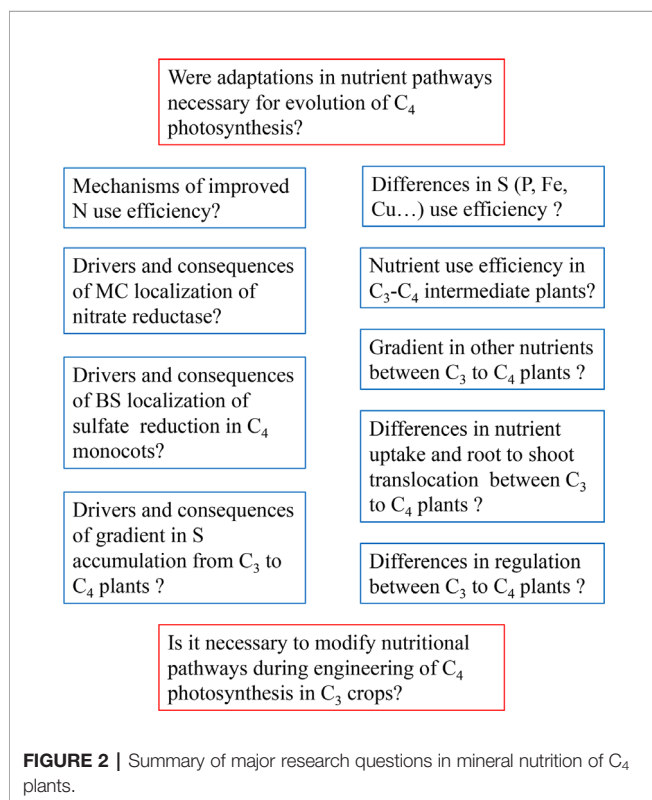 Were adaptations in nutrient pathways
necessary for evolution of C₄
photosynthesis?
Mechanisms of improved
N use efficiency?
Drivers and consequences
of MC localization of
nitrate reductase?
Drivers and consequences
of BS localization of
sulfate reduction in C₄
monocots?
Drivers and consequences
of gradient in S
accumulation from C₃ to
C₄ plants ?
Differences in S (P, Fe,
Cu…) use efficiency ?
Nutrient use efficiency in
C₃-C₄ intermediate plants?
Gradient in other nutrients
between C₃ to C₄ plants ?
Differences in nutrient
uptake and root to shoot
translocation between C₃
to C₄ plants ?
Differences in regulation
between C₃ to C₄ plants ?
Is it necessary to modify nutritional
pathways during engineering of C₄
photosynthesis in C₃ crops?
FIGURE 2 | Summary of major research questions in mineral nutrition of C₄
plants.